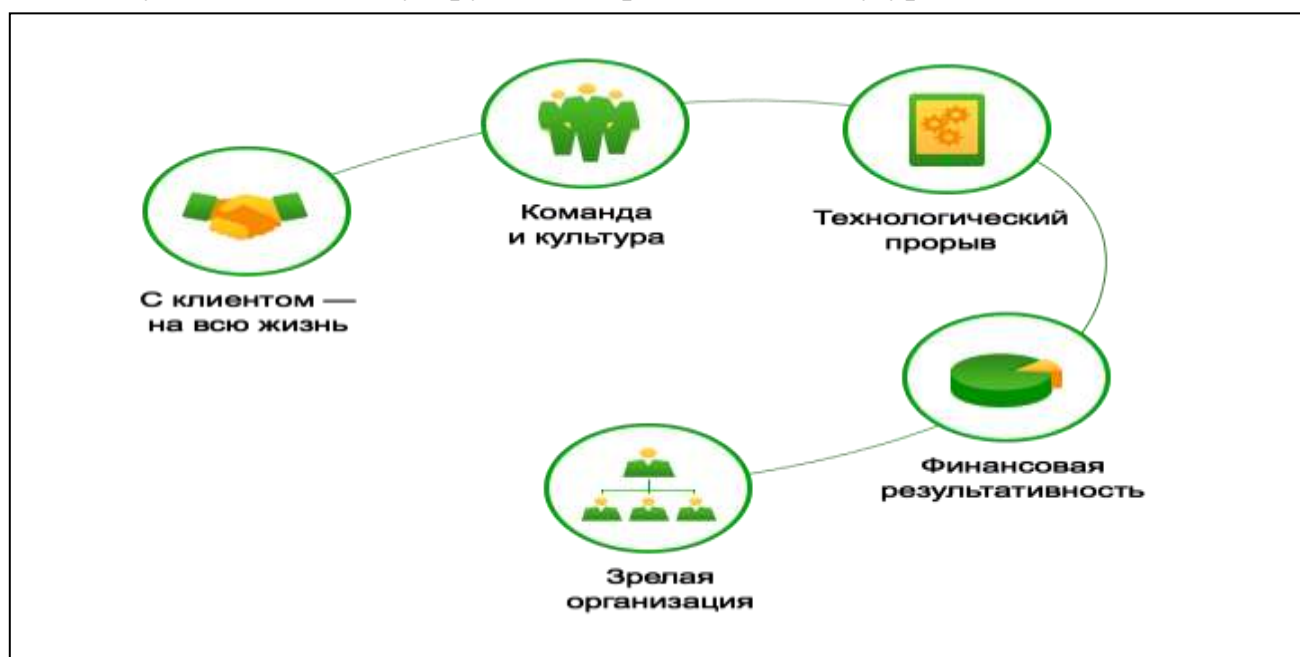 С клиентом —
на всю жизнь
Команда
и культура
Технологический
прорыв
Финансовая
результативность
Зрелая
организация